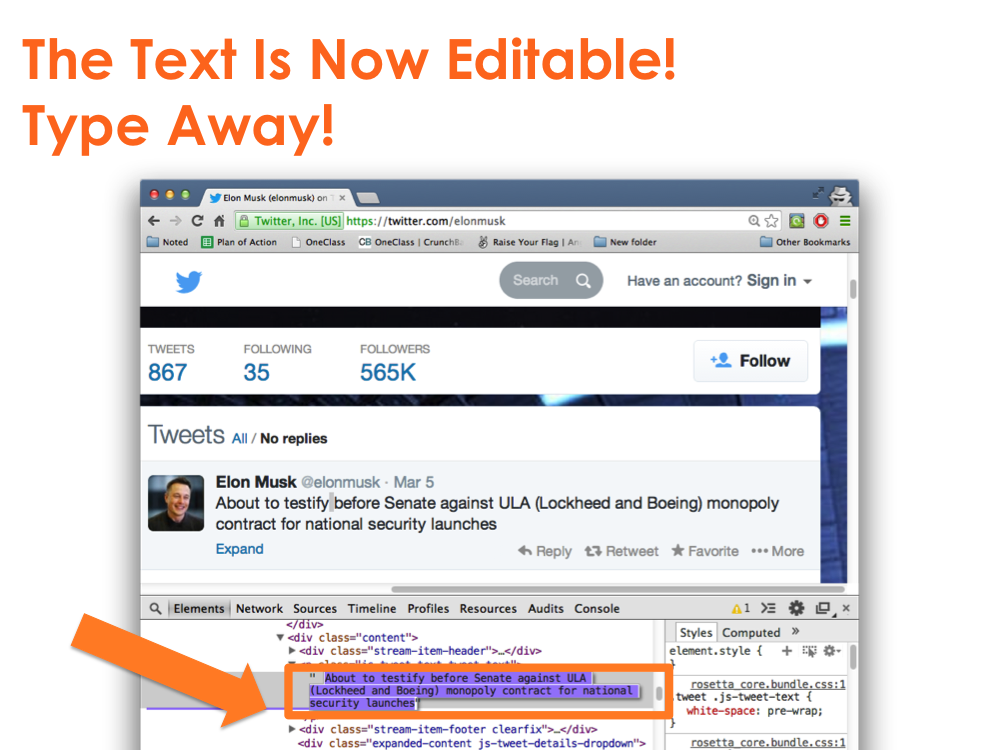 The Text Is Now Editable!
Type Away!
Elon Musk (elonmusk) on
Twitter, Inc. [US] https://twitter.com/elonmusk
Noted Plan of Action OneClass CB OneClass | CrunchBa Raise Your Flag | An New folder Other Bookmarks
Search Have an account? Sign in
TWEETS FOLLOWING FOLLOWERS
867 35 565K Follow
Tweets All / No replies
Elon Musk @elonmusk · Mar 5
About to testify before Senate against ULA (Lockheed and Boeing) monopoly
contract for national security launches
Expand Reply Retweet Favorite ••• More
Elements Network Sources Timeline Profiles Resources Audits Console 1
</div>
▼<div class="content">
▶<div class="stream-item-header">…</div>
" About to testify before Senate against ULA
(Lockheed and Boeing) monopoly contract for national
security launches"
▶<div class="stream-item-footer clearfix">…</div>
<div class="expanded-content js-tweet-details-dropdown">
Styles Computed »
element.style {
}
rosetta_core.bundle.css:1
.tweet .js-tweet-text {
white-space: pre-wrap;
}
rosetta_core.bundle.css:1